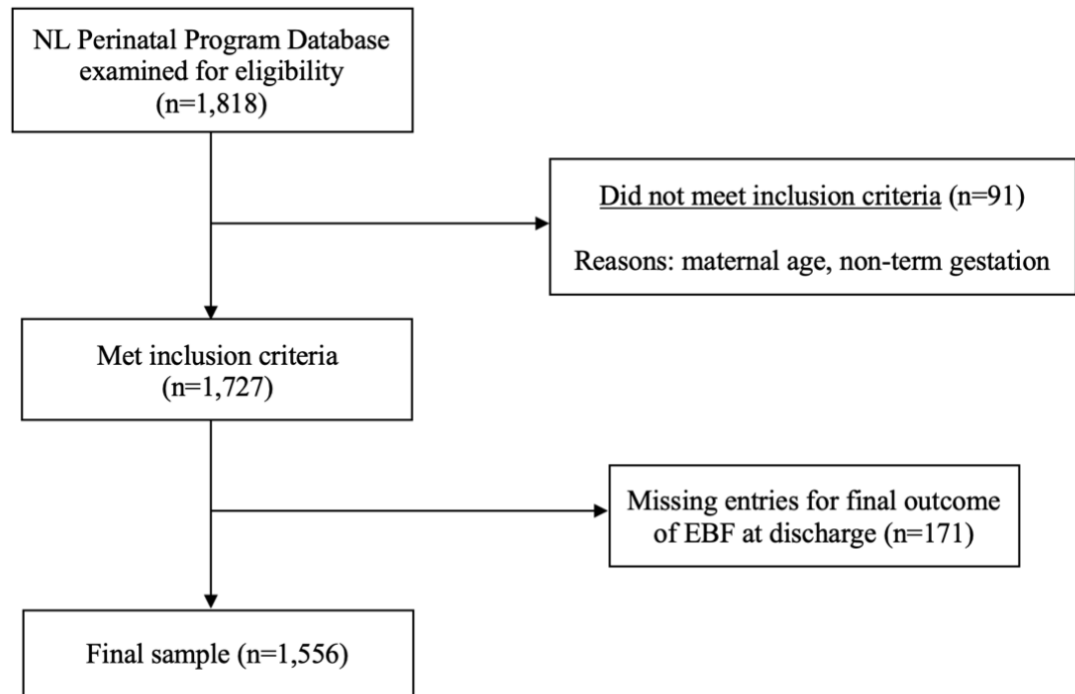 NL Perinatal Program Database
examined for eligibility
(n=1,818)
Did not meet inclusion criteria (n=91)
Reasons: maternal age, non-term gestation
Met inclusion criteria
(n=1,727)
Missing entries for final outcome
of EBF at discharge (n=171)
Final sample (n=1,556)